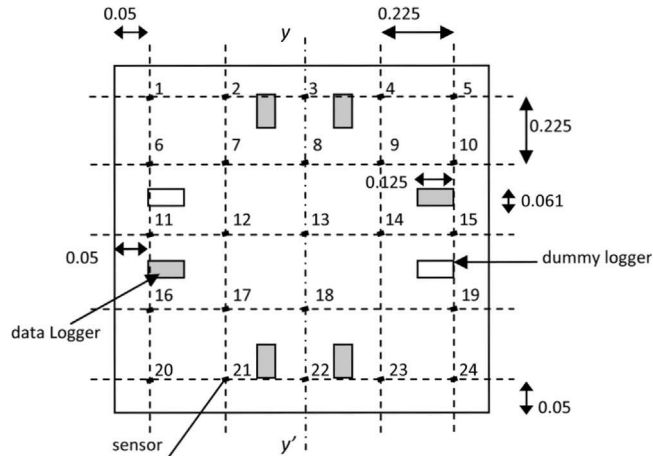 0.05 y 0.225
1 2 3 4 5
0.225
6 7 8 9 10
0.125
0.061
11 12 13 14 15
0.05
dummy logger
16 17 18 19
data Logger
20 21 22 23 24
0.05
sensor y'